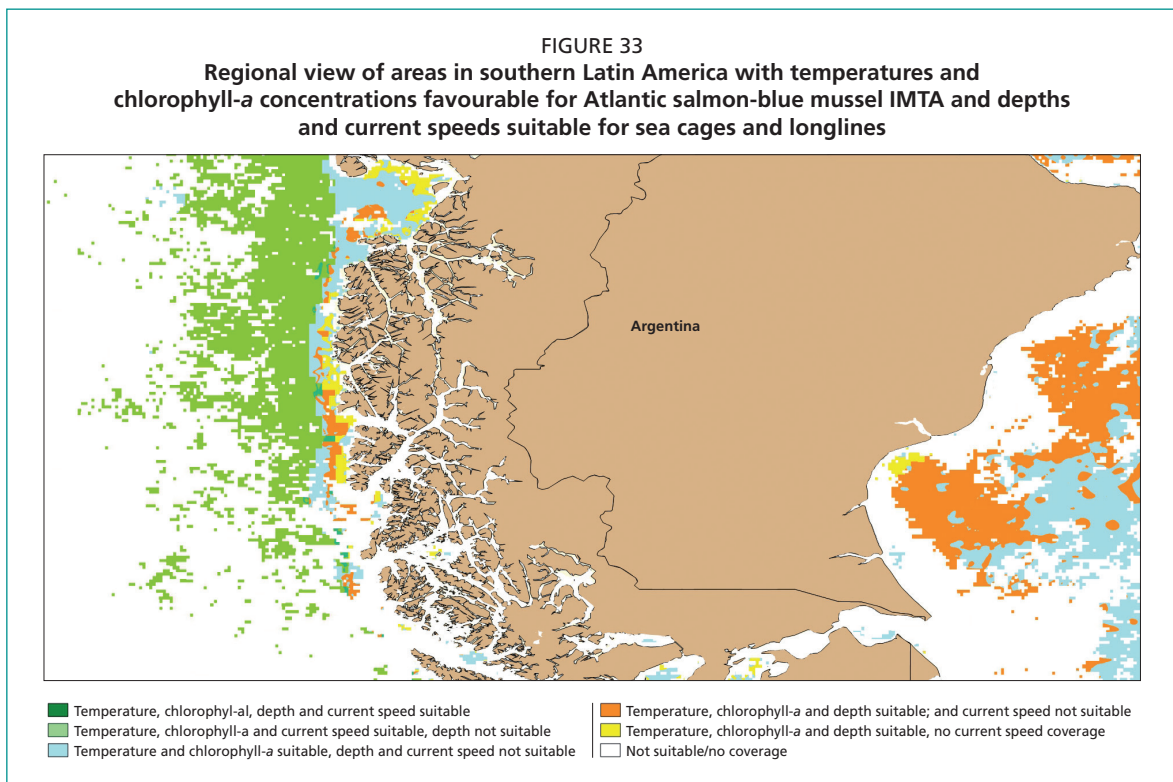 FIGURE 33
Regional view of areas in southern Latin America with temperatures and
chlorophyll-a concentrations favourable for Atlantic salmon-blue mussel IMTA and depths
and current speeds suitable for sea cages and longlines
Argentina
Temperature, chlorophyl-al, depth and current speed suitable
Temperature, chlorophyll-a and current speed suitable, depth not suitable
Temperature and chlorophyll-a suitable, depth and current speed not suitable
Temperature, chlorophyll-a and depth suitable; and current speed not suitable
Temperature, chlorophyll-a and depth suitable, no current speed coverage
Not suitable/no coverage